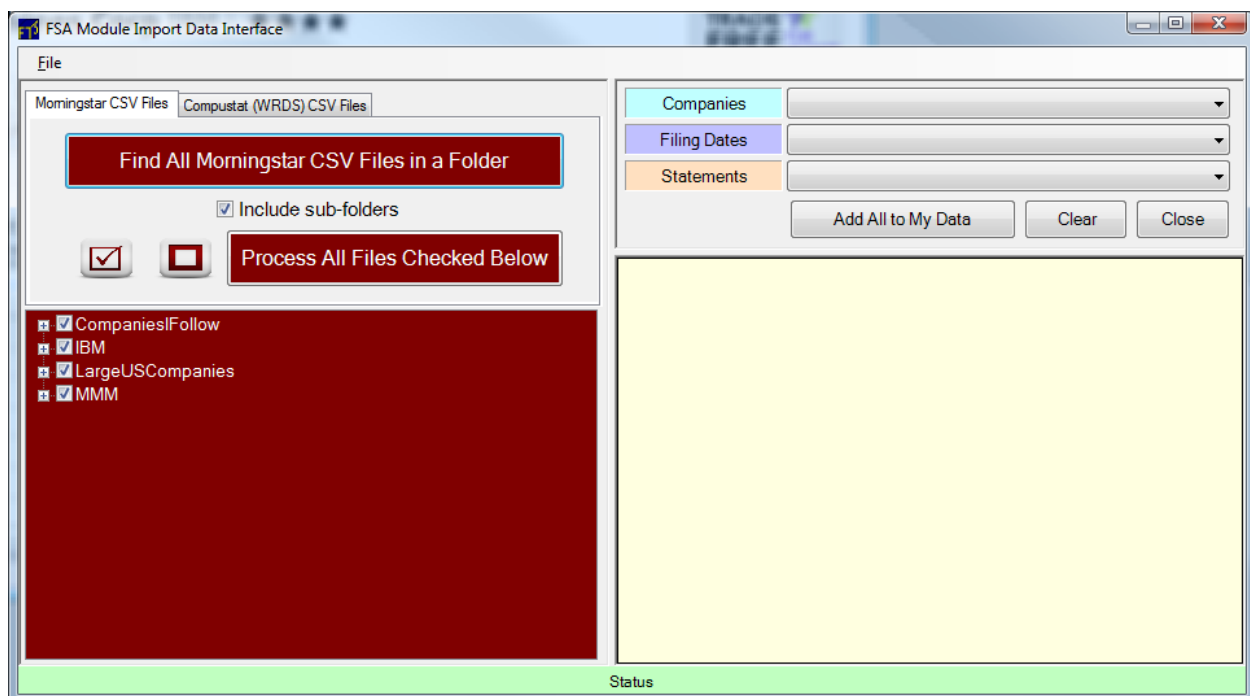 FSA Module Import Data Interface
File
Morningstar CSV Files
Compustat (WRDS) CSV Files
Find All Morningstar CSV Files in a Folder
Include sub-folders
Process All Files Checked Below
CompaniesIFollow
IBM
LargeUSCompanies
MMM
Companies
Filing Dates
Statements
Add All to My Data
Clear
Close
Status